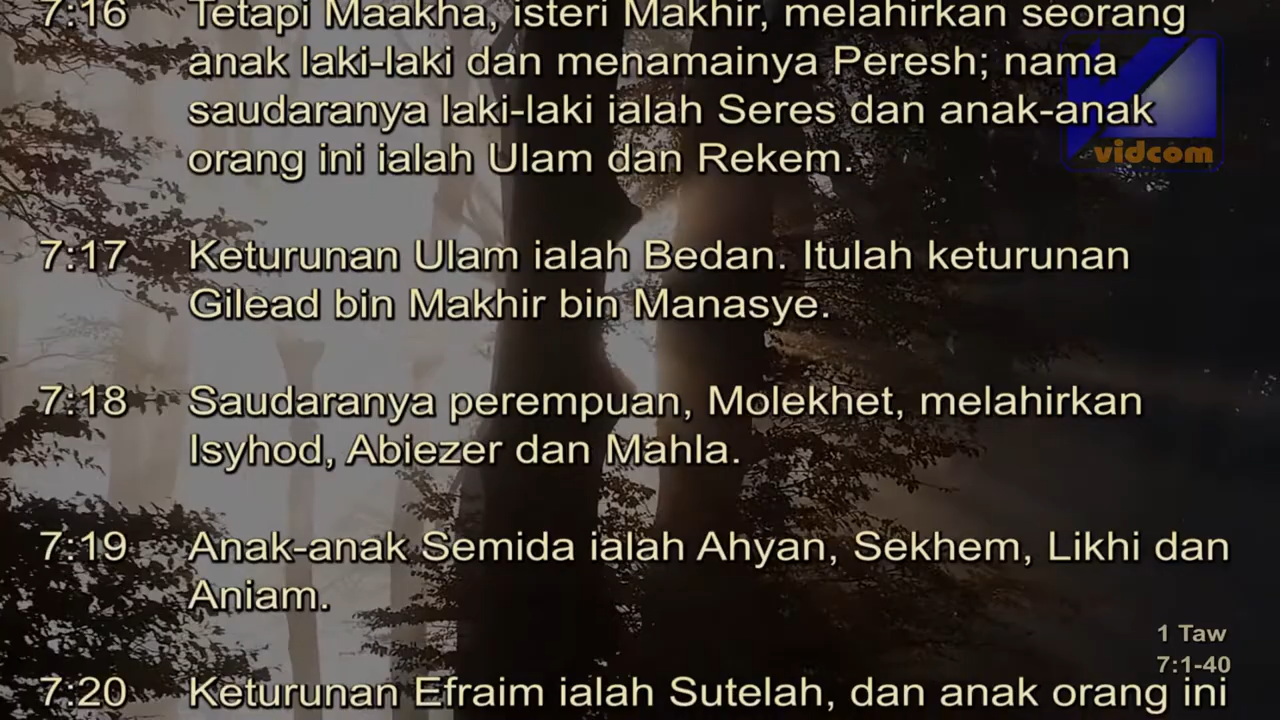 7:16 Tetapi Maakha, isteri Makhir, melahirkan seorang
anak laki-laki dan menamainya Peresh; nama
saudaranya laki-laki ialah Seres dan anak-anak
orang ini ialah Ulam dan Rekem.
vidcom
7:17 Keturunan Ulam ialah Bedan. Itulah keturunan
Gilead bin Makhir bin Manasye.
7:18 Saudaranya perempuan, Molekhet, melahirkan
Isyhod, Abiezer dan Mahla.
7:19 Anak-anak Semida ialah Ahyan, Sekhem, Likhi dan
Aniam.
1 Taw
7:1-40
7:20 Keturunan Efraim ialah Sutelah, dan anak orang ini